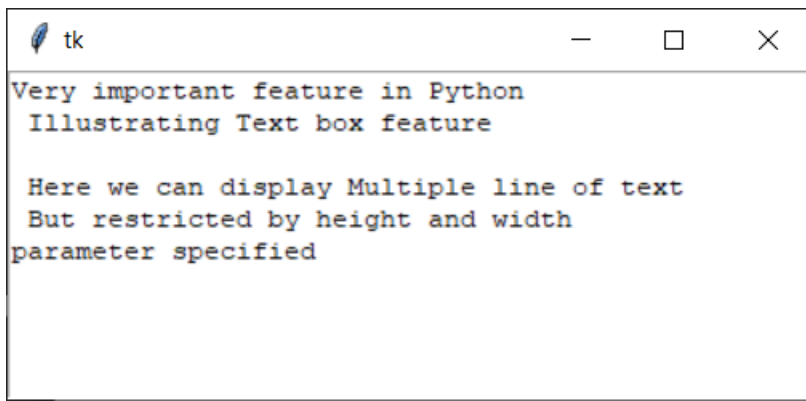 tk
Very important feature in Python
Illustrating Text box feature
Here we can display Multiple line of text
But restricted by height and width
parameter specified